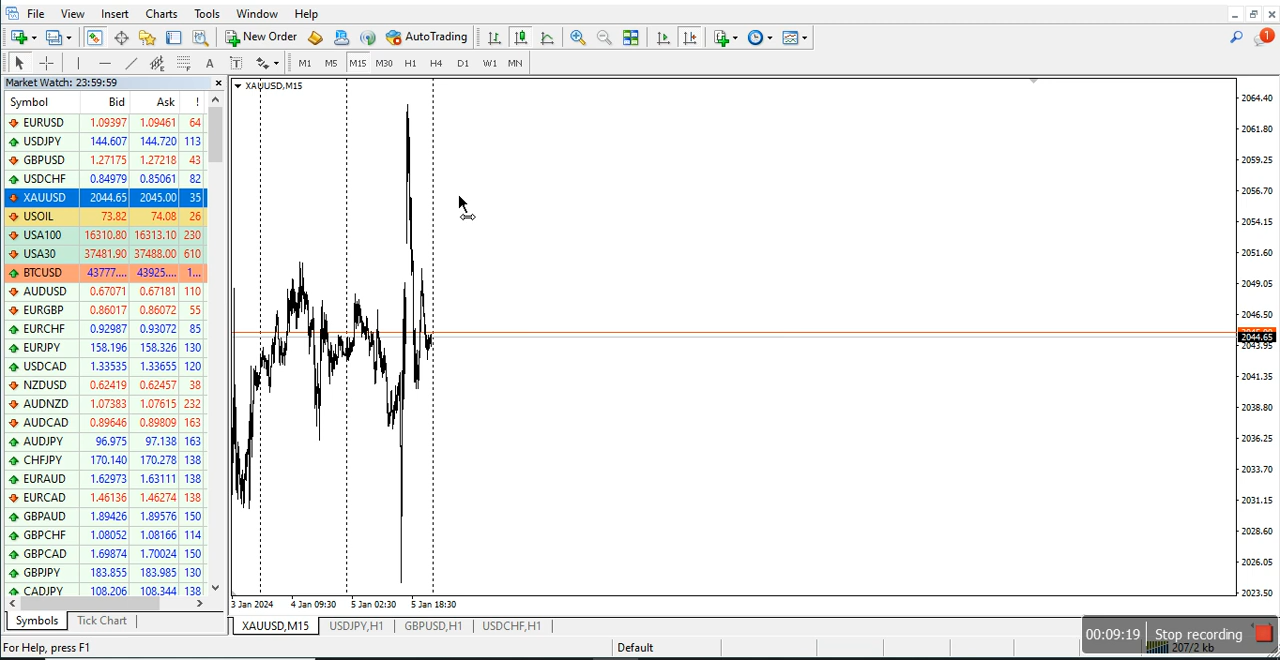 File View Insert Charts Tools Window Help
New Order AutoTrading 1
A T M1 M5 M15 M30 H1 H4 D1 W1 MN
Market Watch: 23:59:59
Symbol Bid Ask !
EURUSD 1.09397 1.09461 64
USDJPY 144.607 144.720 113
GBPUSD 1.27175 1.27218 43
USDCHF 0.84979 0.85061 82
XAUUSD 2044.65 2045.00 35
USOIL 73.82 74.08 26
USA100 16310.80 16313.10 230
USA30 37481.90 37488.00 610
BTCUSD 43777.... 43925.... 1...
AUDUSD 0.67071 0.67181 110
EURGBP 0.86017 0.86072 55
EURCHF 0.92987 0.93072 85
EURJPY 158.196 158.326 130
USDCAD 1.33535 1.33655 120
NZDUSD 0.62419 0.62457 38
AUDNZD 1.07383 1.07615 232
AUDCAD 0.89646 0.89809 163
AUDJPY 96.975 97.138 163
CHFJPY 170.140 170.278 138
EURAUD 1.62973 1.63111 138
EURCAD 1.46136 1.46274 138
GBPAUD 1.89426 1.89576 150
GBPCHF 1.08052 1.08166 114
GBPCAD 1.69874 1.70024 150
GBPJPY 183.855 183.985 130
CADJPY 108.206 108.344 138
Symbols Tick Chart
XAUUSD,M15
2064.40
2061.80
2059.25
2056.70
2054.15
2051.60
2049.05
2046.50
2044.65
2043.95
2041.35
2038.80
2036.25
2033.70
2031.15
2028.60
2026.05
2023.50
3 Jan 2024 4 Jan 09:30 5 Jan 02:30 5 Jan 18:30
XAUUSD,M15 USDJPY,H1 GBPUSD,H1 USDCHF,H1
For Help, press F1 Default
00:09:19 Stop recording
207/2 kb